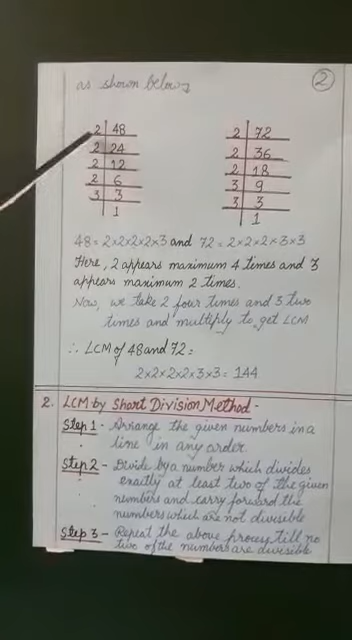 as shown below,
2
2 | 48
2 | 24
2 | 12
2 | 6
3 | 3
1
2 | 72
2 | 36
2 | 18
3 | 9
3 | 3
1
48 = 2×2×2×2×3 and 72 = 2×2×2×3×3
Here, 2 appears maximum 4 times and 3
appears maximum 2 times.
Now, we take 2 four times and 3 two
times and multiply to get LCM
∴ LCM of 48 and 72 =
2×2×2×2×3×3 = 144
2. LCM by Short Division Method -
Step 1 - Arrange the given numbers in a
line in any order.
Step 2 - Divide by a number which divides
exactly at least two of the given
numbers and carry forward the
numbers which are not divisible
Step 3 - Repeat the above process till no
two of the numbers are divisible